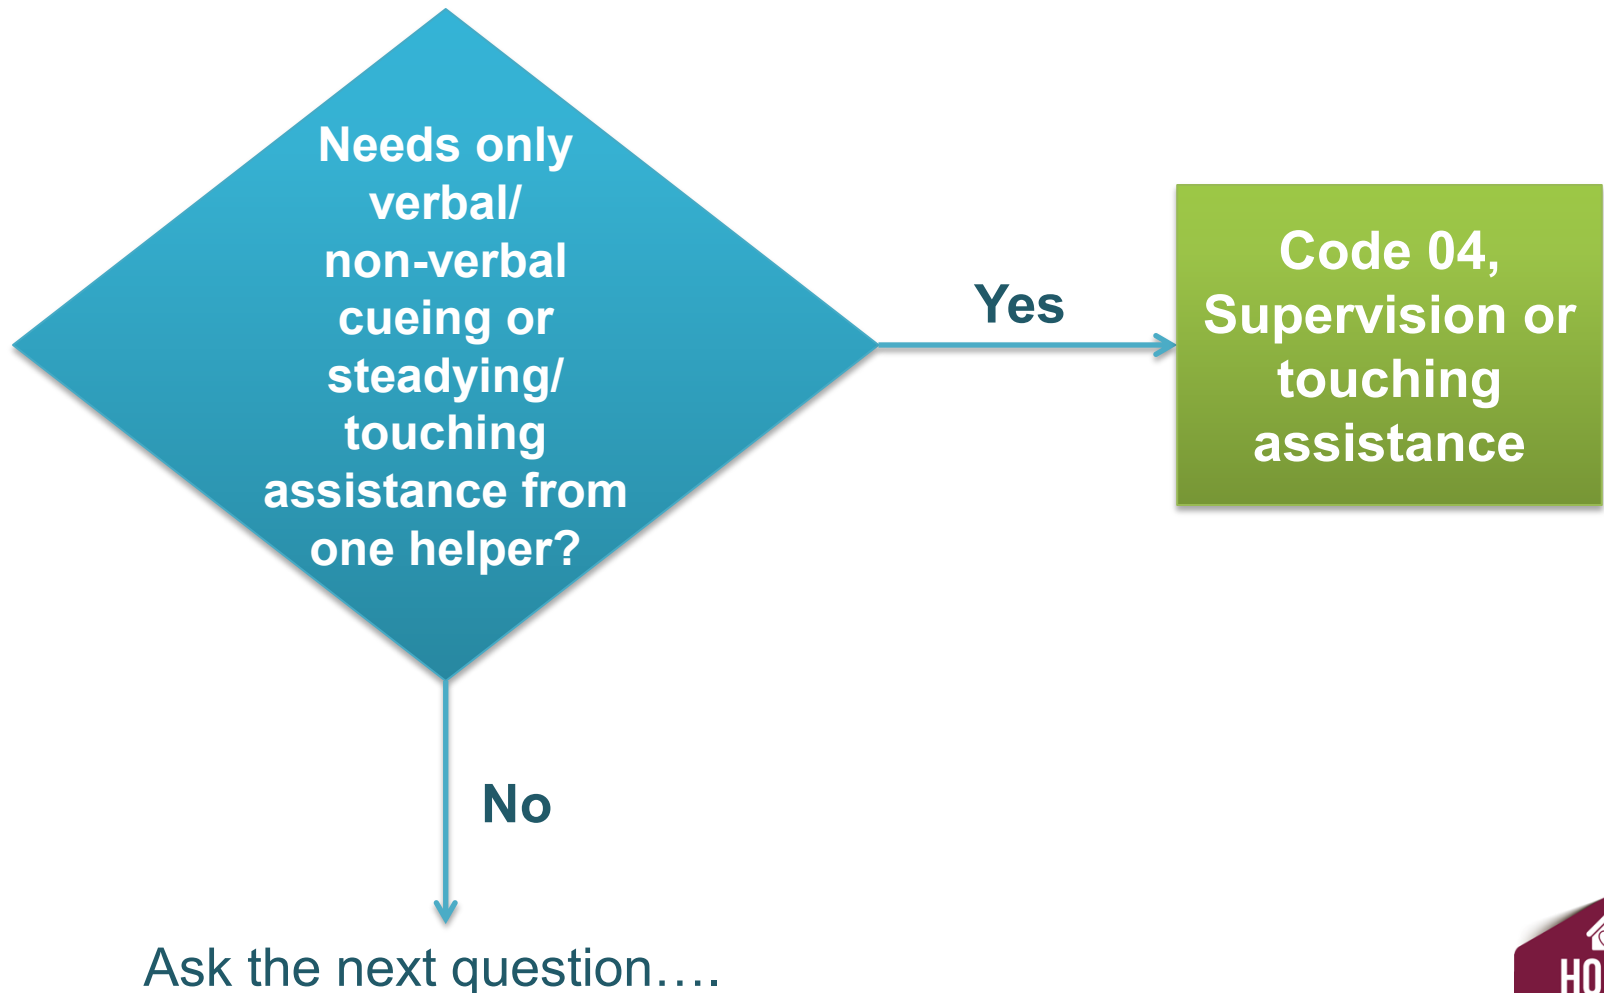 Needs only
verbal/
non-verbal
cueing or
steadying/
touching
assistance from
one helper?
Yes
Code 04,
Supervision or
touching
assistance
No
Ask the next question….